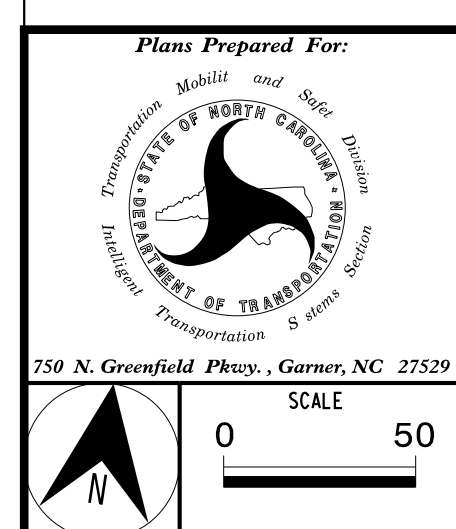 Plans Prepared For:
Transportation Mobilit and Safet Division
STATE OF NORTH CAROLINA
DEPARTMENT OF TRANSPORTATION
Intelligent Transportation S stems Section
750 N. Greenfield Pkwy. , Garner, NC 27529
SCALE
0 50
N